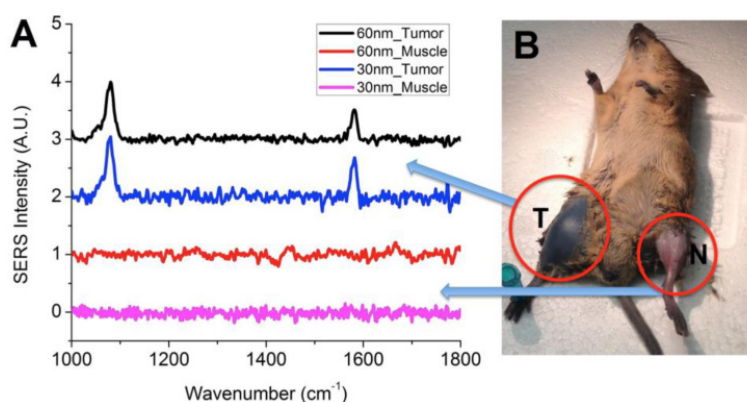 A
SERS Intensity (A.U.)
5
4
3
2
1
0
60nm_Tumor
60nm_Muscle
30nm_Tumor
30nm_Muscle
1000 1200 1400 1600 1800
Wavenumber (cm⁻¹)
B
T
N